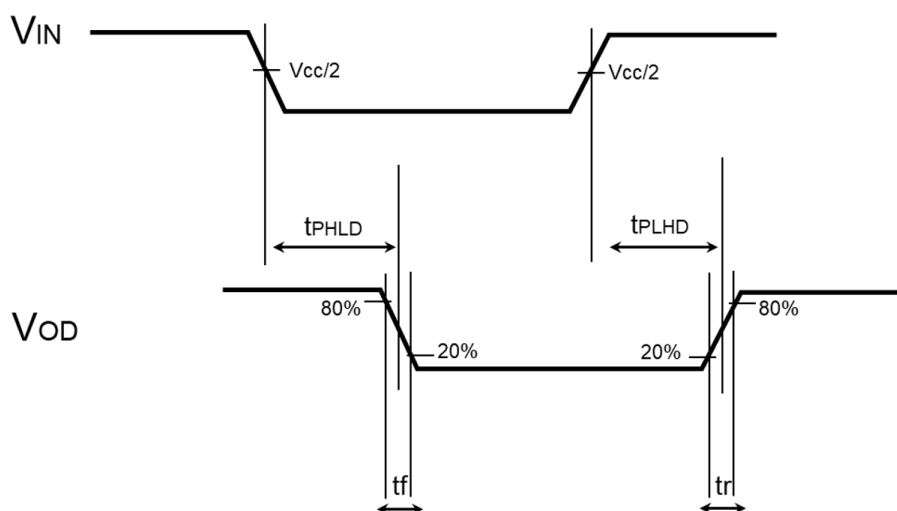 VIN
Vcc/2
Vcc/2
tPHLD
tPLHD
VOD
80%
20%
20%
80%
tf
tr